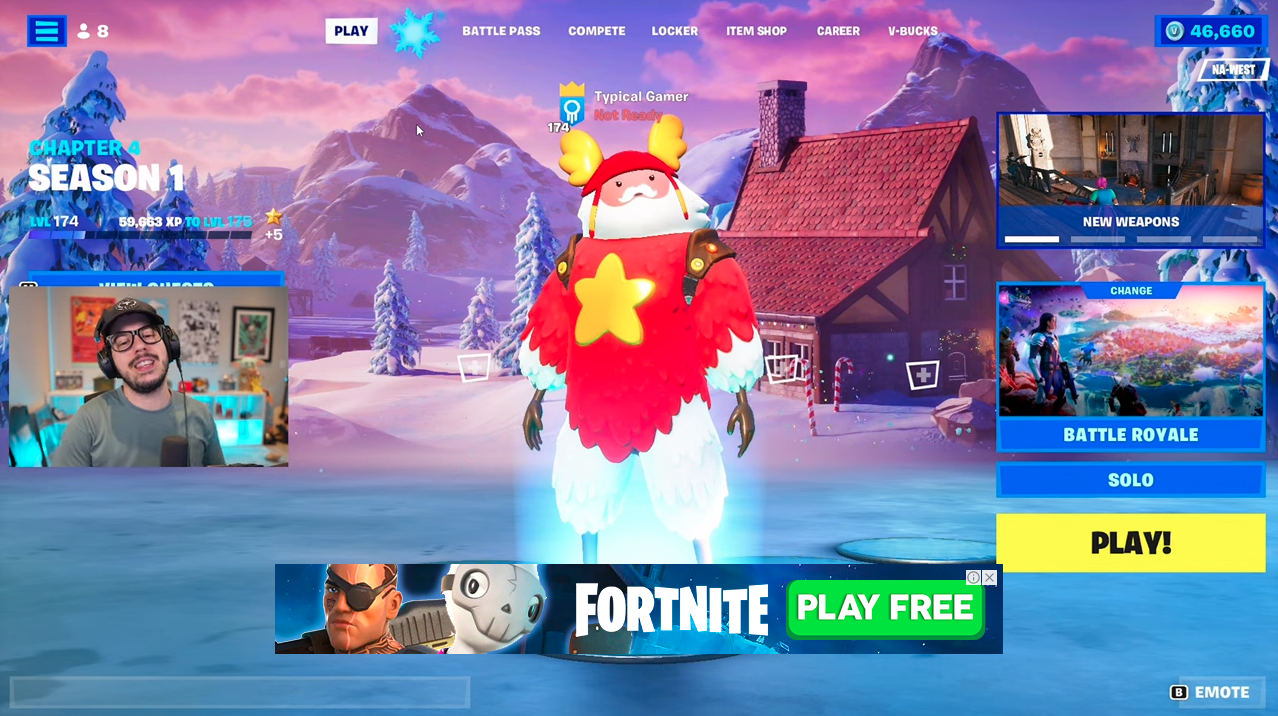 8
PLAY
BATTLE PASS
COMPETE
LOCKER
ITEM SHOP
CAREER
V-BUCKS
V 46,660
NA-WEST
Typical Gamer
Not Ready
174
CHAPTER 4
SEASON 1
LVL 174
59,663 XP TO LVL 175
+5
VIEW QUESTS
NEW WEAPONS
CHANGE
BATTLE ROYALE
SOLO
PLAY!
FORTNITE
PLAY FREE
B EMOTE